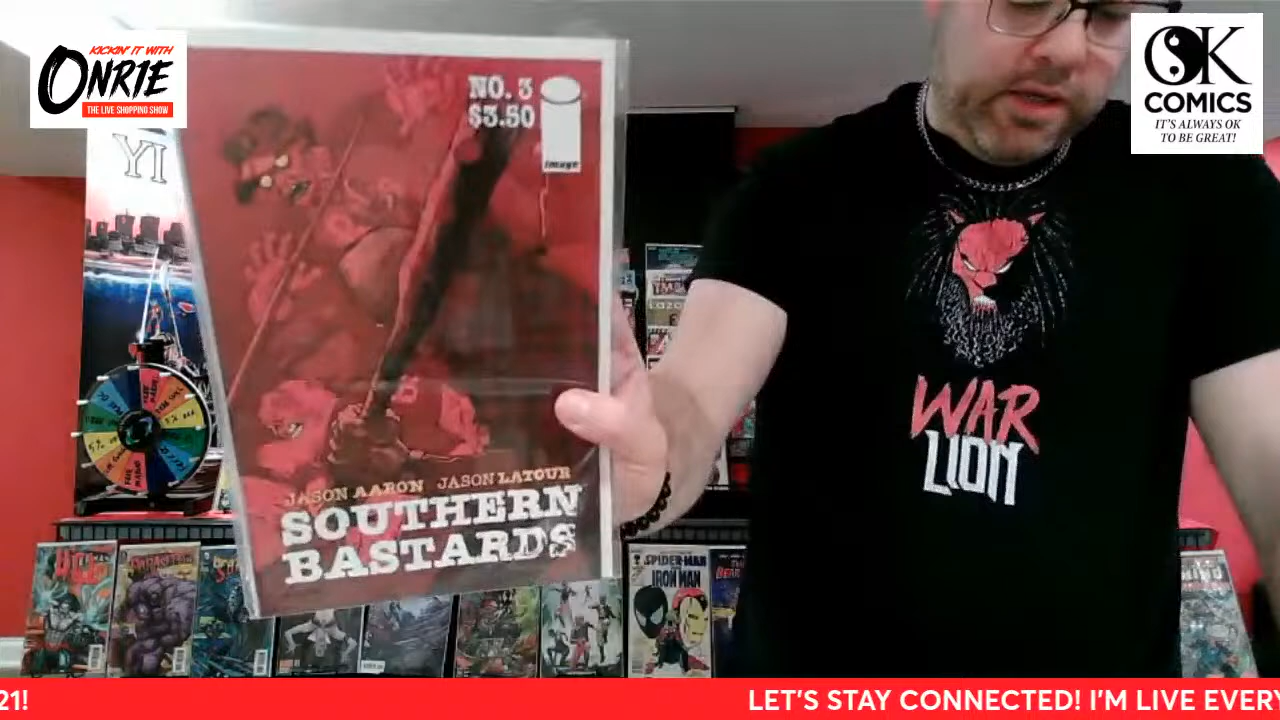 KICKIN' IT WITH
ONRIE
THE LIVE SHOPPING SHOW
OK
COMICS
IT'S ALWAYS OK
TO BE GREAT!
YI
NO. 3
$3.50
image
JASON AARON JASON LATOUR
SOUTHERN
BASTARDS
WAR
LION
SPIDER-MAN
IRON MAN
21!
LET'S STAY CONNECTED! I'M LIVE EVERY